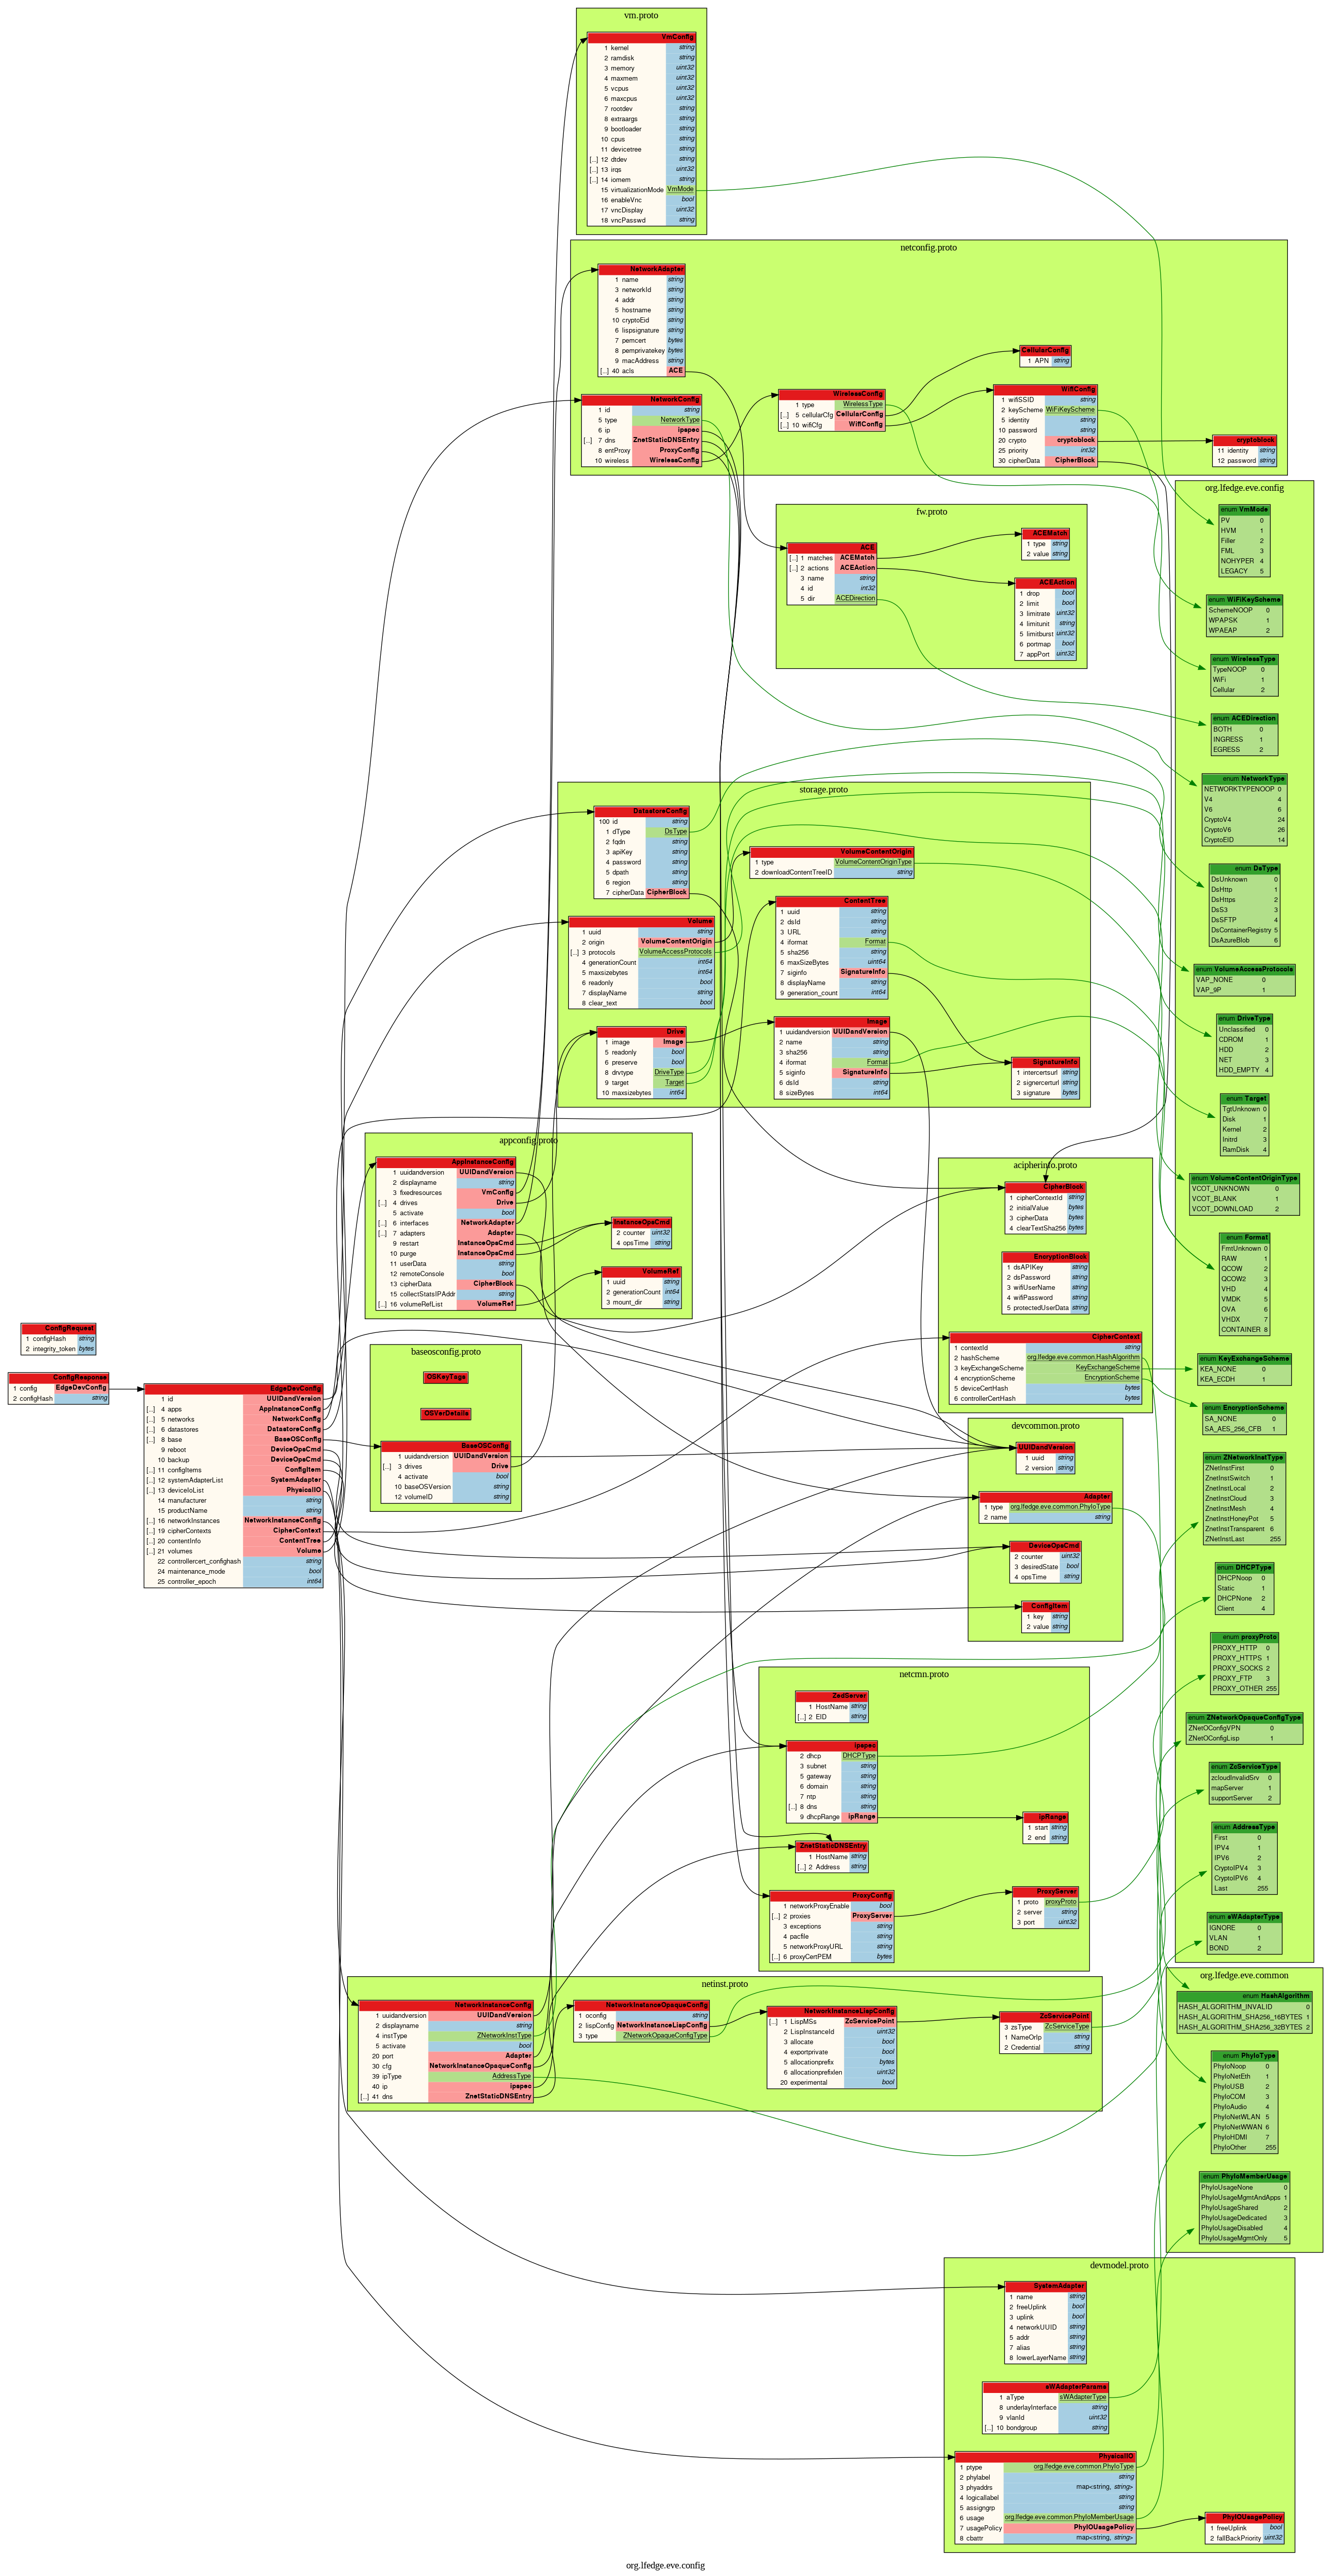 vm.proto
VmConfig
1 kernel string
2 ramdisk string
3 memory uint32
4 maxmem uint32
5 vcpus uint32
6 maxcpus uint32
7 rootdev string
8 extraargs string
9 bootloader string
10 cpus string
11 devicetree string
[...] 12 dtdev string
[...] 13 irqs uint32
[...] 14 iomem string
15 virtualizationMode VmMode
16 enableVnc bool
17 vncDisplay uint32
18 vncPasswd string
netconfig.proto
NetworkAdapter
1 name string
3 networkId string
4 addr string
5 hostname string
10 cryptoEid string
6 lispsignature string
7 pemcert bytes
8 pemprivatekey bytes
9 macAddress string
[...] 40 acls ACE
NetworkConfig
1 id string
5 type NetworkType
6 ip ipspec
[...] 7 dns ZnetStaticDNSEntry
8 entProxy ProxyConfig
10 wireless WirelessConfig
WirelessConfig
1 type WirelessType
[...] 5 cellularCfg CellularConfig
[...] 10 wifiCfg WifiConfig
CellularConfig
1 APN string
WifiConfig
1 wifiSSID string
2 keyScheme WiFiKeyScheme
5 identity string
10 password string
20 crypto cryptoblock
25 priority int32
30 cipherData CipherBlock
cryptoblock
11 identity string
12 password string
fw.proto
ACE
[...] 1 matches ACEMatch
[...] 2 actions ACEAction
3 name string
4 id int32
5 dir ACEDirection
ACEMatch
1 type string
2 value string
ACEAction
1 drop bool
2 limit bool
3 limitrate uint32
4 limitunit string
5 limitburst uint32
6 portmap bool
7 appPort uint32
storage.proto
DatastoreConfig
100 id string
1 dType DsType
2 fqdn string
3 apiKey string
4 password string
5 dpath string
6 region string
7 cipherData CipherBlock
Volume
1 uuid string
2 origin VolumeContentOrigin
[...] 3 protocols VolumeAccessProtocols
4 generationCount int64
5 maxsizebytes int64
6 readonly bool
7 displayName string
8 clear_text bool
Drive
1 image Image
5 readonly bool
6 preserve bool
8 drvtype DriveType
9 target Target
10 maxsizebytes int64
VolumeContentOrigin
1 type VolumeContentOriginType
2 downloadContentTreeID string
ContentTree
1 uuid string
2 dsId string
3 URL string
4 iformat Format
5 sha256 string
6 maxSizeBytes uint64
7 siginfo SignatureInfo
8 displayName string
9 generation_count int64
Image
1 uuidandversion UUIDandVersion
2 name string
3 sha256 string
4 iformat Format
5 siginfo SignatureInfo
6 dsId string
8 sizeBytes int64
SignatureInfo
1 intercertsurl string
2 signercerturl string
3 signature bytes
appconfig.proto
AppInstanceConfig
1 uuidandversion UUIDandVersion
2 displayname string
3 fixedresources VmConfig
[...] 4 drives Drive
5 activate bool
[...] 6 interfaces NetworkAdapter
[...] 7 adapters Adapter
9 restart InstanceOpsCmd
10 purge InstanceOpsCmd
11 userData string
12 remoteConsole bool
13 cipherData CipherBlock
15 collectStatsIPAddr string
[...] 16 volumeRefList VolumeRef
InstanceOpsCmd
2 counter uint32
4 opsTime string
VolumeRef
1 uuid string
2 generationCount int64
3 mount_dir string
acipherinfo.proto
CipherBlock
1 cipherContextId string
2 initialValue bytes
3 cipherData bytes
4 clearTextSha256 bytes
EncryptionBlock
1 dsAPIKey string
2 dsPassword string
3 wifiUserName string
4 wifiPassword string
5 protectedUserData string
CipherContext
1 contextId string
2 hashScheme org.lfedge.eve.common.HashAlgorithm
3 keyExchangeScheme KeyExchangeScheme
4 encryptionScheme EncryptionScheme
5 deviceCertHash bytes
6 controllerCertHash bytes
ConfigRequest
1 configHash string
2 integrity_token bytes
ConfigResponse
1 config EdgeDevConfig
2 configHash string
EdgeDevConfig
1 id UUIDandVersion
[...] 4 apps AppInstanceConfig
[...] 5 networks NetworkConfig
[...] 6 datastores DatastoreConfig
[...] 8 base BaseOSConfig
9 reboot DeviceOpsCmd
10 backup DeviceOpsCmd
[...] 11 configItems ConfigItem
[...] 12 systemAdapterList SystemAdapter
[...] 13 deviceIoList PhysicalIO
14 manufacturer string
15 productName string
[...] 16 networkInstances NetworkInstanceConfig
[...] 19 cipherContexts CipherContext
[...] 20 contentInfo ContentTree
[...] 21 volumes Volume
22 controllercert_confighash string
24 maintenance_mode bool
25 controller_epoch int64
baseosconfig.proto
OSKeyTags
OSVerDetails
BaseOSConfig
1 uuidandversion UUIDandVersion
[...] 3 drives Drive
4 activate bool
10 baseOSVersion string
12 volumeID string
devcommon.proto
UUIDandVersion
1 uuid string
2 version string
Adapter
1 type org.lfedge.eve.common.PhyIoType
2 name string
DeviceOpsCmd
2 counter uint32
3 desiredState bool
4 opsTime string
ConfigItem
1 key string
2 value string
netcmn.proto
ZedServer
1 HostName string
[...] 2 EID string
ipspec
2 dhcp DHCPType
3 subnet string
5 gateway string
6 domain string
7 ntp string
[...] 8 dns string
9 dhcpRange ipRange
ipRange
1 start string
2 end string
ZnetStaticDNSEntry
1 HostName string
[...] 2 Address string
ProxyConfig
1 networkProxyEnable bool
[...] 2 proxies ProxyServer
3 exceptions string
4 pacfile string
5 networkProxyURL string
[...] 6 proxyCertPEM bytes
ProxyServer
1 proto proxyProto
2 server string
3 port uint32
netinst.proto
NetworkInstanceConfig
1 uuidandversion UUIDandVersion
2 displayname string
4 instType ZNetworkInstType
5 activate bool
20 port Adapter
30 cfg NetworkInstanceOpaqueConfig
39 ipType AddressType
40 ip ipspec
[...] 41 dns ZnetStaticDNSEntry
NetworkInstanceOpaqueConfig
1 oconfig string
2 lispConfig NetworkInstanceLispConfig
3 type ZNetworkOpaqueConfigType
NetworkInstanceLispConfig
[...] 1 LispMSs ZcServicePoint
2 LispInstanceId uint32
3 allocate bool
4 exportprivate bool
5 allocationprefix bytes
6 allocationprefixlen uint32
20 experimental bool
ZcServicePoint
3 zsType ZcServiceType
1 NameOrIp string
2 Credential string
devmodel.proto
SystemAdapter
1 name string
2 freeUplink bool
3 uplink bool
4 networkUUID string
5 addr string
7 alias string
8 lowerLayerName string
sWAdapterParams
1 aType sWAdapterType
8 underlayInterface string
9 vlanId uint32
[...] 10 bondgroup string
PhysicalIO
1 ptype org.lfedge.eve.common.PhyIoType
2 phylabel string
3 phyaddrs map<string, string>
4 logicallabel string
5 assigngrp string
6 usage org.lfedge.eve.common.PhyIoMemberUsage
7 usagePolicy PhyIOUsagePolicy
8 cbattr map<string, string>
PhyIOUsagePolicy
1 freeUplink bool
2 fallBackPriority uint32
org.lfedge.eve.config
enum VmMode
PV 0
HVM 1
Filler 2
FML 3
NOHYPER 4
LEGACY 5
enum WiFiKeyScheme
SchemeNOOP 0
WPAPSK 1
WPAEAP 2
enum WirelessType
TypeNOOP 0
WiFi 1
Cellular 2
enum ACEDirection
BOTH 0
INGRESS 1
EGRESS 2
enum NetworkType
NETWORKTYPENOOP 0
V4 4
V6 6
CryptoV4 24
CryptoV6 26
CryptoEID 14
enum DsType
DsUnknown 0
DsHttp 1
DsHttps 2
DsS3 3
DsSFTP 4
DsContainerRegistry 5
DsAzureBlob 6
enum VolumeAccessProtocols
VAP_NONE 0
VAP_9P 1
enum DriveType
Unclassified 0
CDROM 1
HDD 2
NET 3
HDD_EMPTY 4
enum Target
TgtUnknown 0
Disk 1
Kernel 2
Initrd 3
RamDisk 4
enum VolumeContentOriginType
VCOT_UNKNOWN 0
VCOT_BLANK 1
VCOT_DOWNLOAD 2
enum Format
FmtUnknown 0
RAW 1
QCOW 2
QCOW2 3
VHD 4
VMDK 5
OVA 6
VHDX 7
CONTAINER 8
enum KeyExchangeScheme
KEA_NONE 0
KEA_ECDH 1
enum EncryptionScheme
SA_NONE 0
SA_AES_256_CFB 1
enum ZNetworkInstType
ZNetInstFirst 0
ZnetInstSwitch 1
ZnetInstLocal 2
ZnetInstCloud 3
ZnetInstMesh 4
ZnetInstHoneyPot 5
ZnetInstTransparent 6
ZNetInstLast 255
enum DHCPType
DHCPNoop 0
Static 1
DHCPNone 2
Client 4
enum proxyProto
PROXY_HTTP 0
PROXY_HTTPS 1
PROXY_SOCKS 2
PROXY_FTP 3
PROXY_OTHER 255
enum ZNetworkOpaqueConfigType
ZNetOConfigVPN 0
ZNetOConfigLisp 1
enum ZcServiceType
zcloudInvalidSrv 0
mapServer 1
supportServer 2
enum AddressType
First 0
IPV4 1
IPV6 2
CryptoIPV4 3
CryptoIPV6 4
Last 255
enum sWAdapterType
IGNORE 0
VLAN 1
BOND 2
org.lfedge.eve.common
enum HashAlgorithm
HASH_ALGORITHM_INVALID 0
HASH_ALGORITHM_SHA256_16BYTES 1
HASH_ALGORITHM_SHA256_32BYTES 2
enum PhyIoType
PhyIoNoop 0
PhyIoNetEth 1
PhyIoUSB 2
PhyIoCOM 3
PhyIoAudio 4
PhyIoNetWLAN 5
PhyIoNetWWAN 6
PhyIoHDMI 7
PhyIoOther 255
enum PhyIoMemberUsage
PhyIoUsageNone 0
PhyIoUsageMgmtAndApps 1
PhyIoUsageShared 2
PhyIoUsageDedicated 3
PhyIoUsageDisabled 4
PhyIoUsageMgmtOnly 5
org.lfedge.eve.config